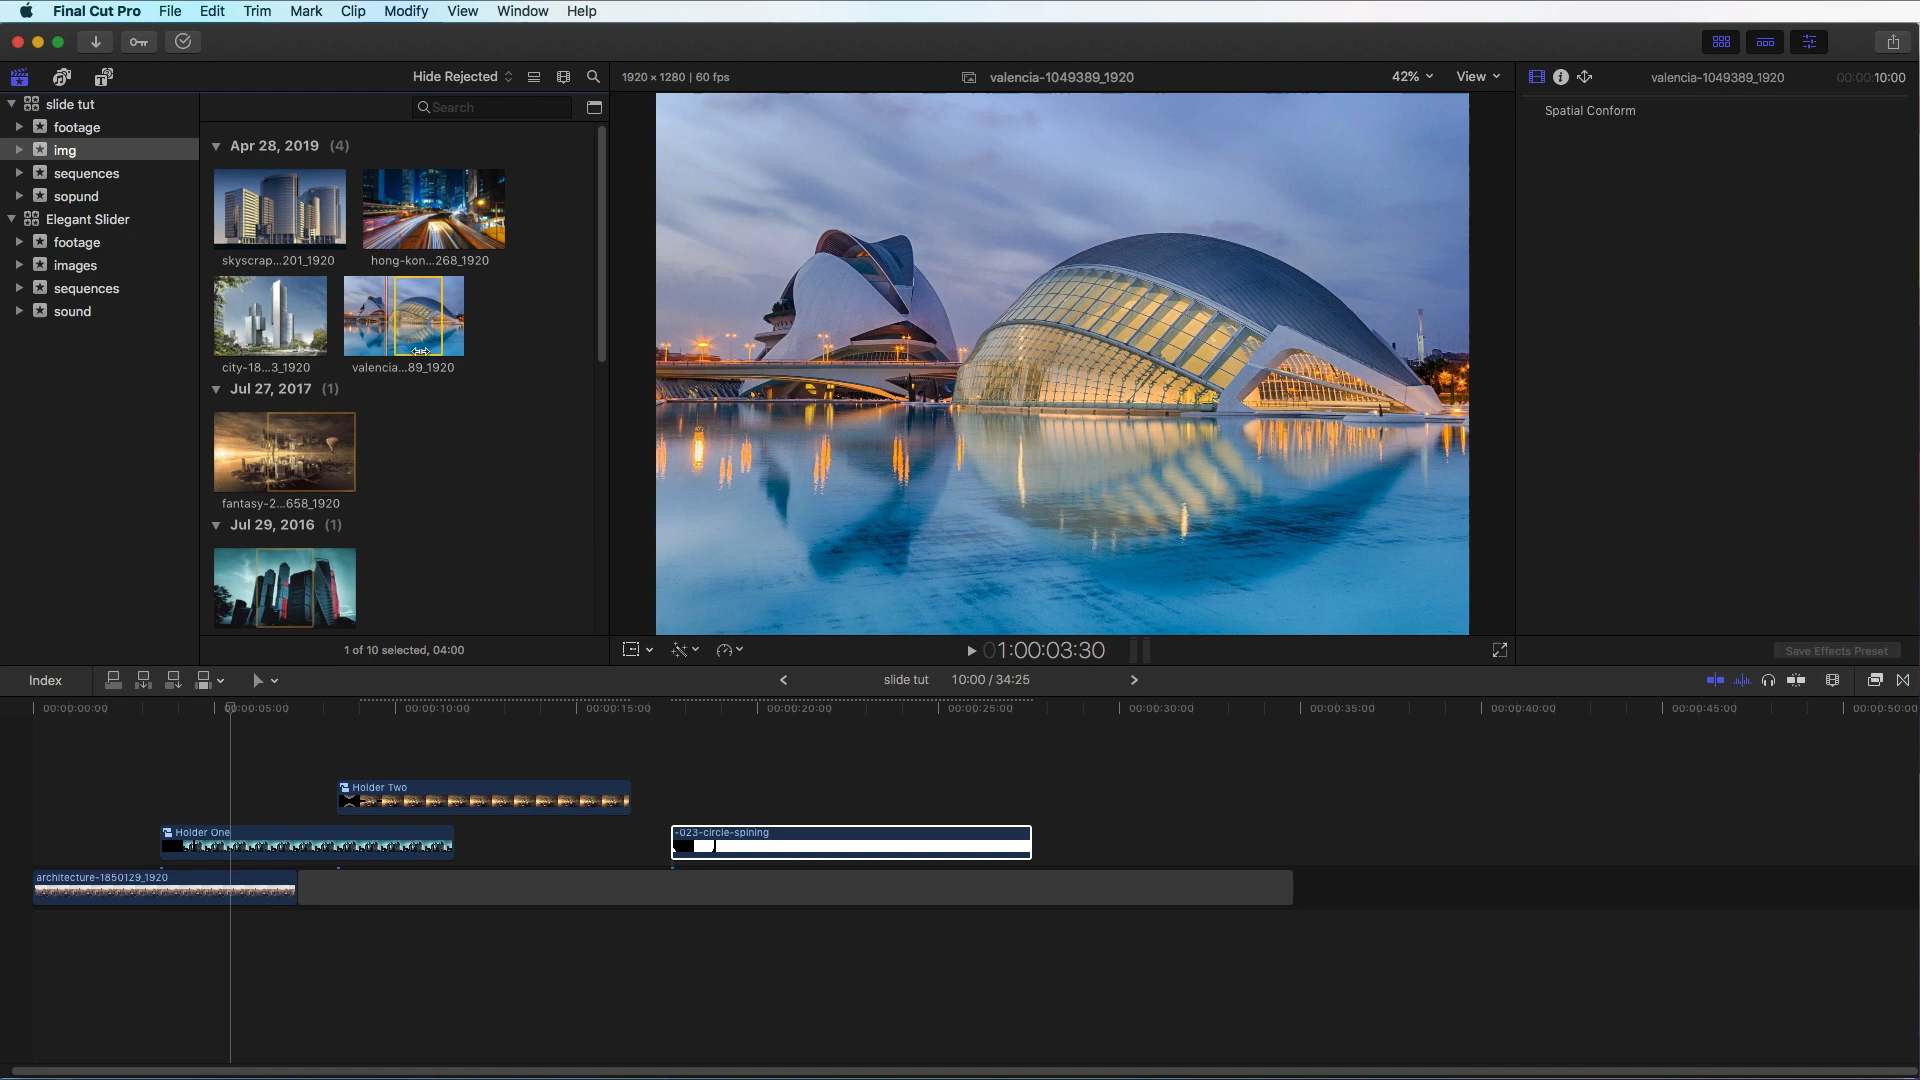 Final Cut Pro File Edit Trim Mark Clip Modify View Window Help
Hide Rejected
1920 × 1280 | 60 fps
valencia-1049389_1920
42%
View
valencia-1049389_1920
00:00:10:00
Spatial Conform
slide tut
footage
img
sequences
sopund
Elegant Slider
footage
images
sequences
sound
Search
Apr 28, 2019 (4)
skyscrap...201_1920
hong-kon...268_1920
city-18...3_1920
valencia...89_1920
Jul 27, 2017 (1)
fantasy-2...658_1920
Jul 29, 2016 (1)
1 of 10 selected, 04:00
01:00:03:30
Save Effects Preset
Index
slide tut
10:00 / 34:25
00:00:00:00 00:00:05:00 00:00:10:00 00:00:15:00 00:00:20:00 00:00:25:00 00:00:30:00 00:00:35:00 00:00:40:00 00:00:45:00 00:00:50:00
Holder Two
Holder One
-023-circle-spining
architecture-1850129_1920